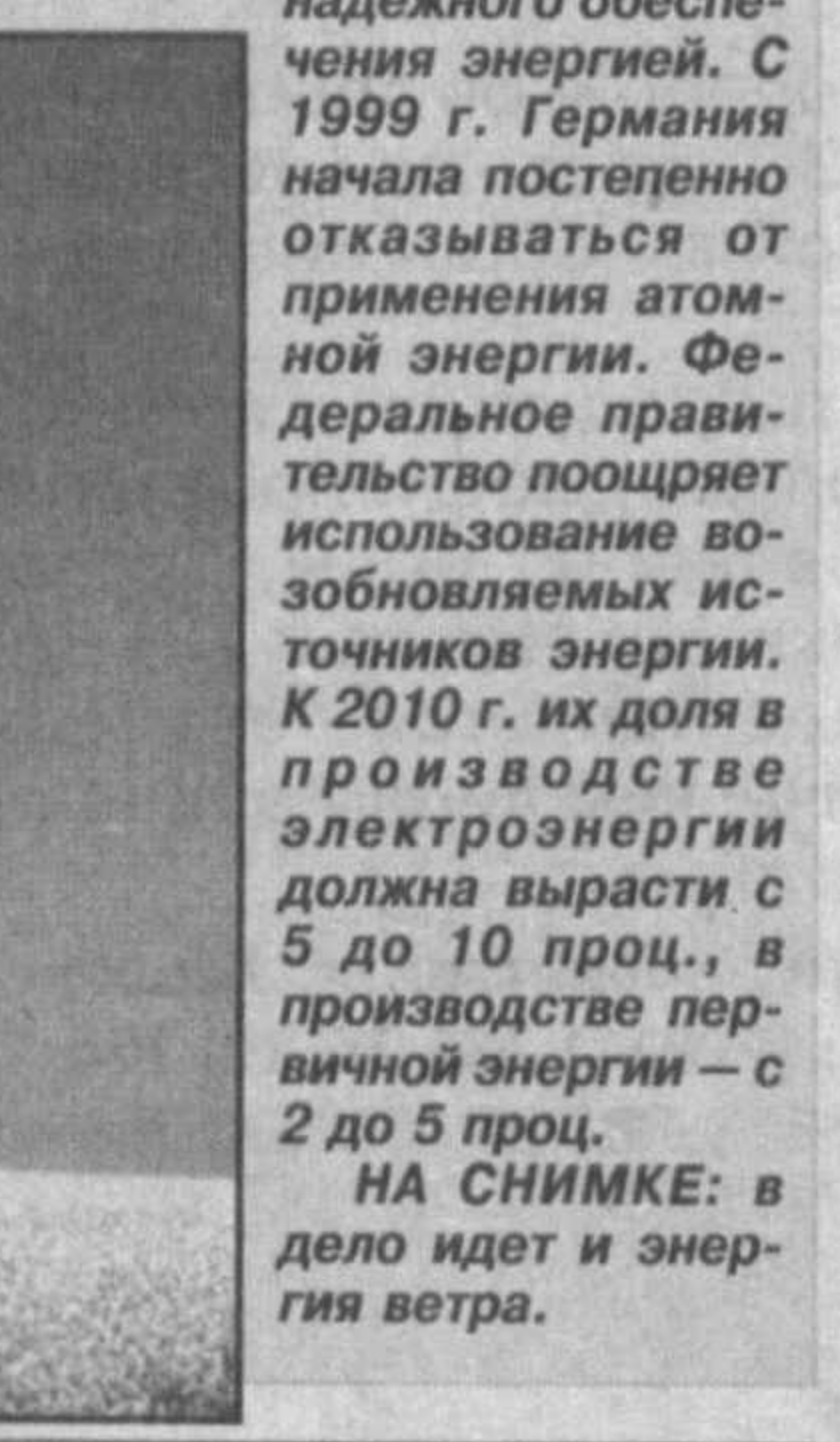 надежного обеспе-
чения энергией. С
1999 г. Германия
начала постепенно
отказываться от
применения атом-
ной энергии. Фе-
деральное прави-
тельство поощряет
использование во-
зобновляемых ис-
точников энергии.
К 2010 г. их доля в
производстве
электроэнергии
должна вырасти с
5 до 10 проц., в
производстве пер-
вичной энергии — с
2 до 5 проц.
НА СНИМКЕ: в
дело идет и энер-
гия ветра.